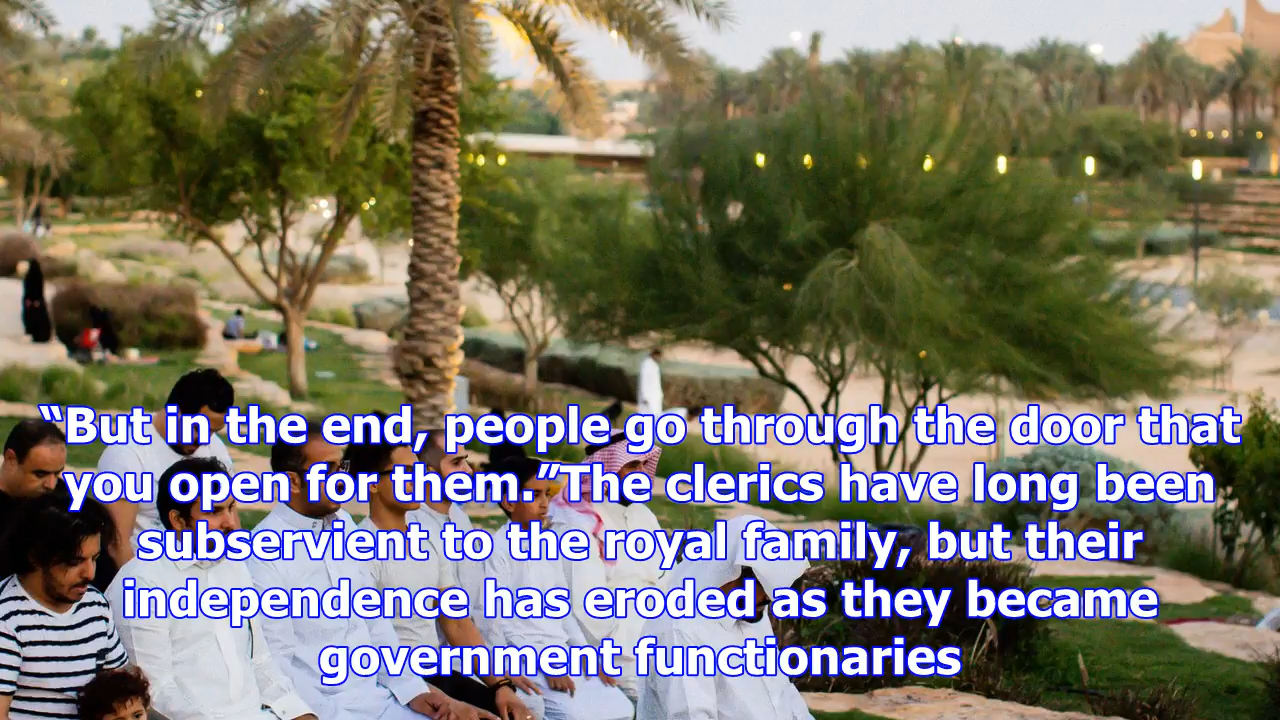 “But in the end, people go through the door that
you open for them.”The clerics have long been
subservient to the royal family, but their
independence has eroded as they became
government functionaries